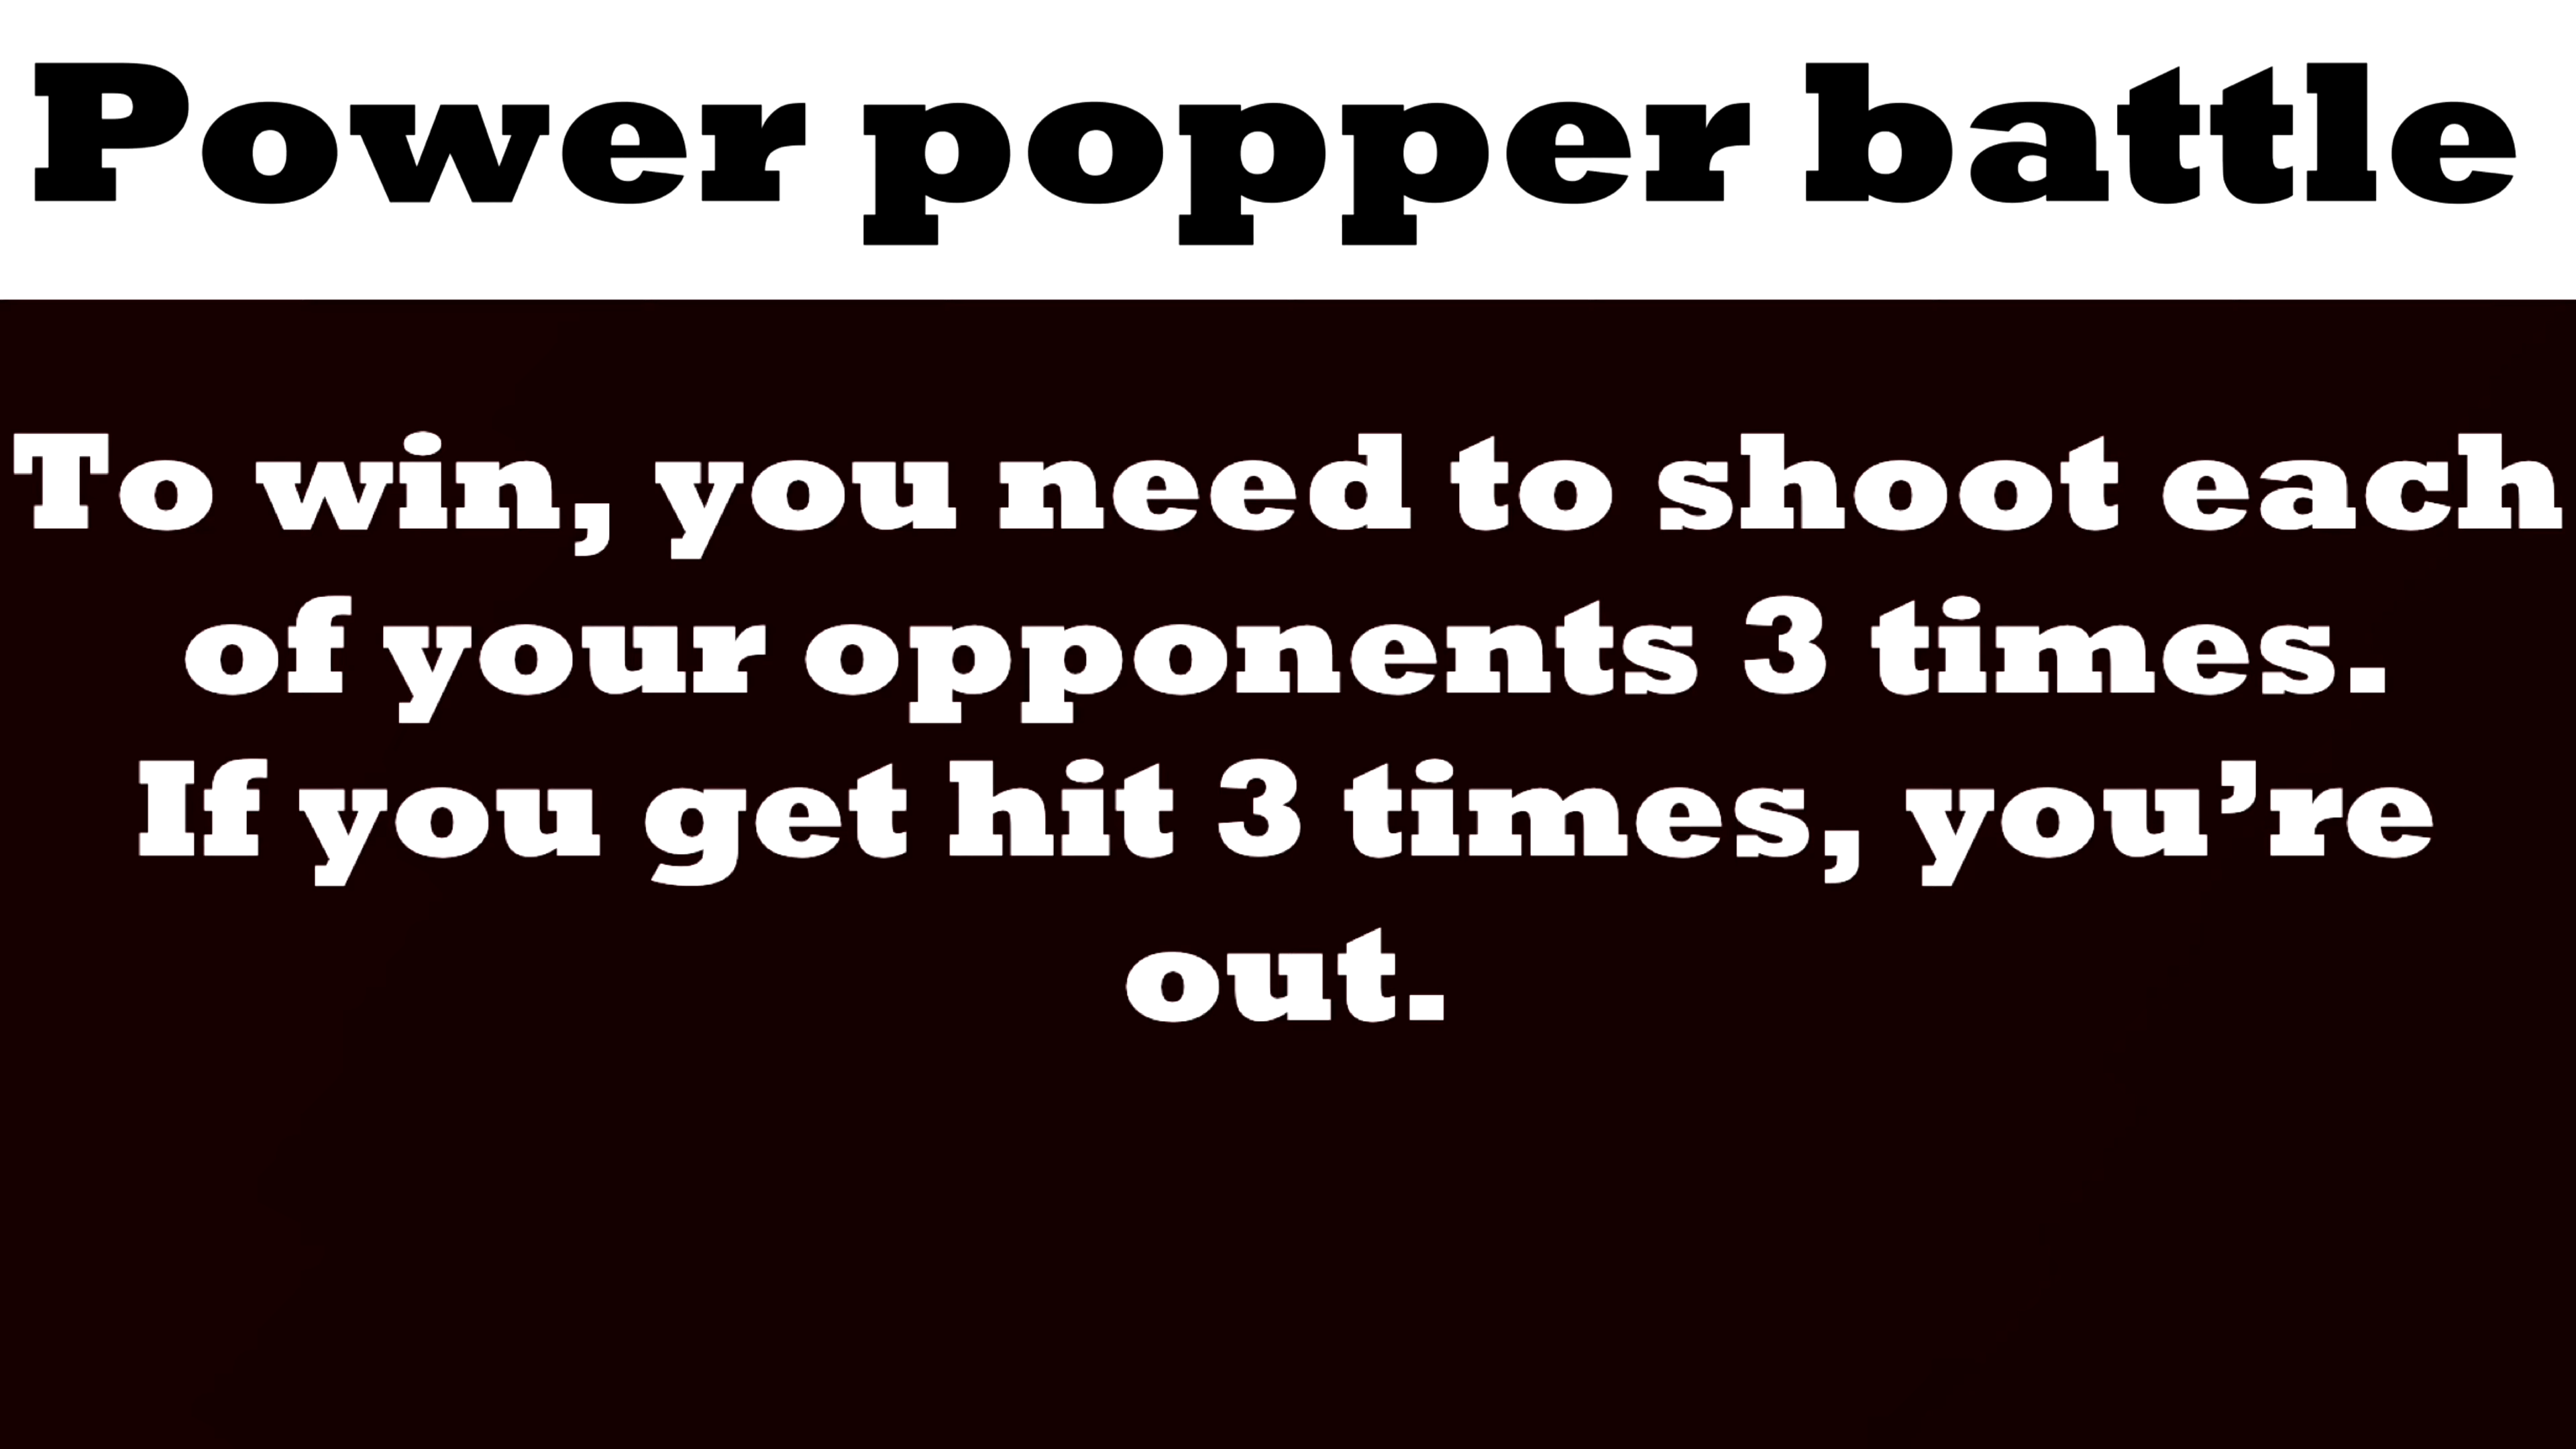 Power popper battle
To win, you need to shoot each
of your opponents 3 times.
If you get hit 3 times, you’re
out.